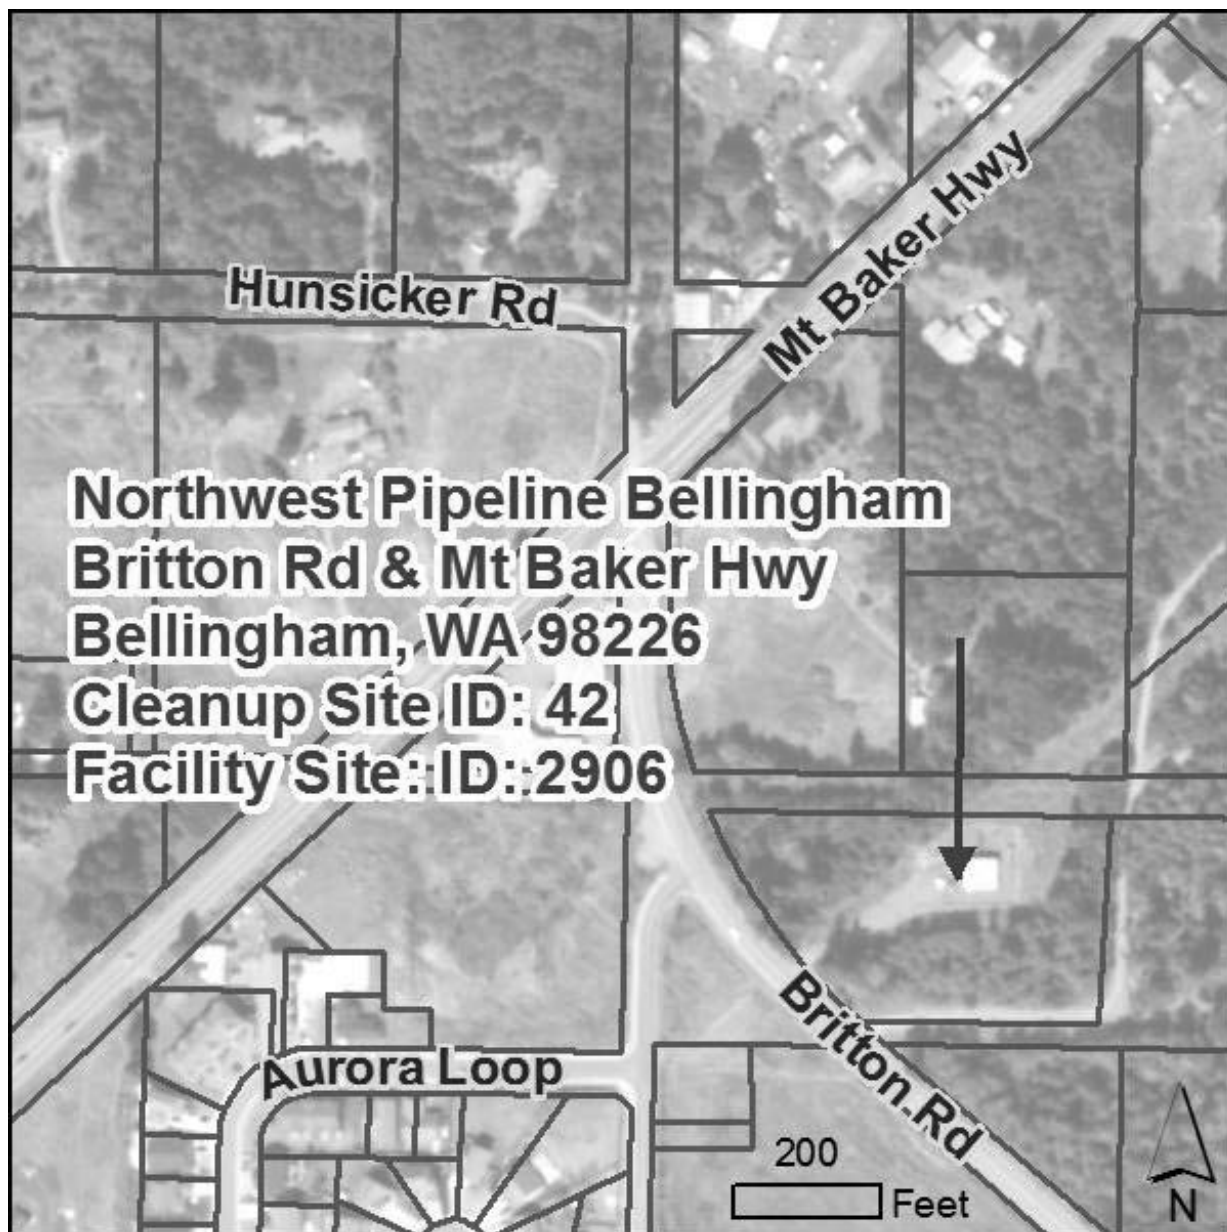 Mt Baker Hwy
Hunsicker Rd
Northwest Pipeline Bellingham
Britton Rd & Mt Baker Hwy
Bellingham, WA 98226
Cleanup Site ID: 42
Facility Site: ID: 2906
Britton Rd
Aurora Loop
200
Feet
N